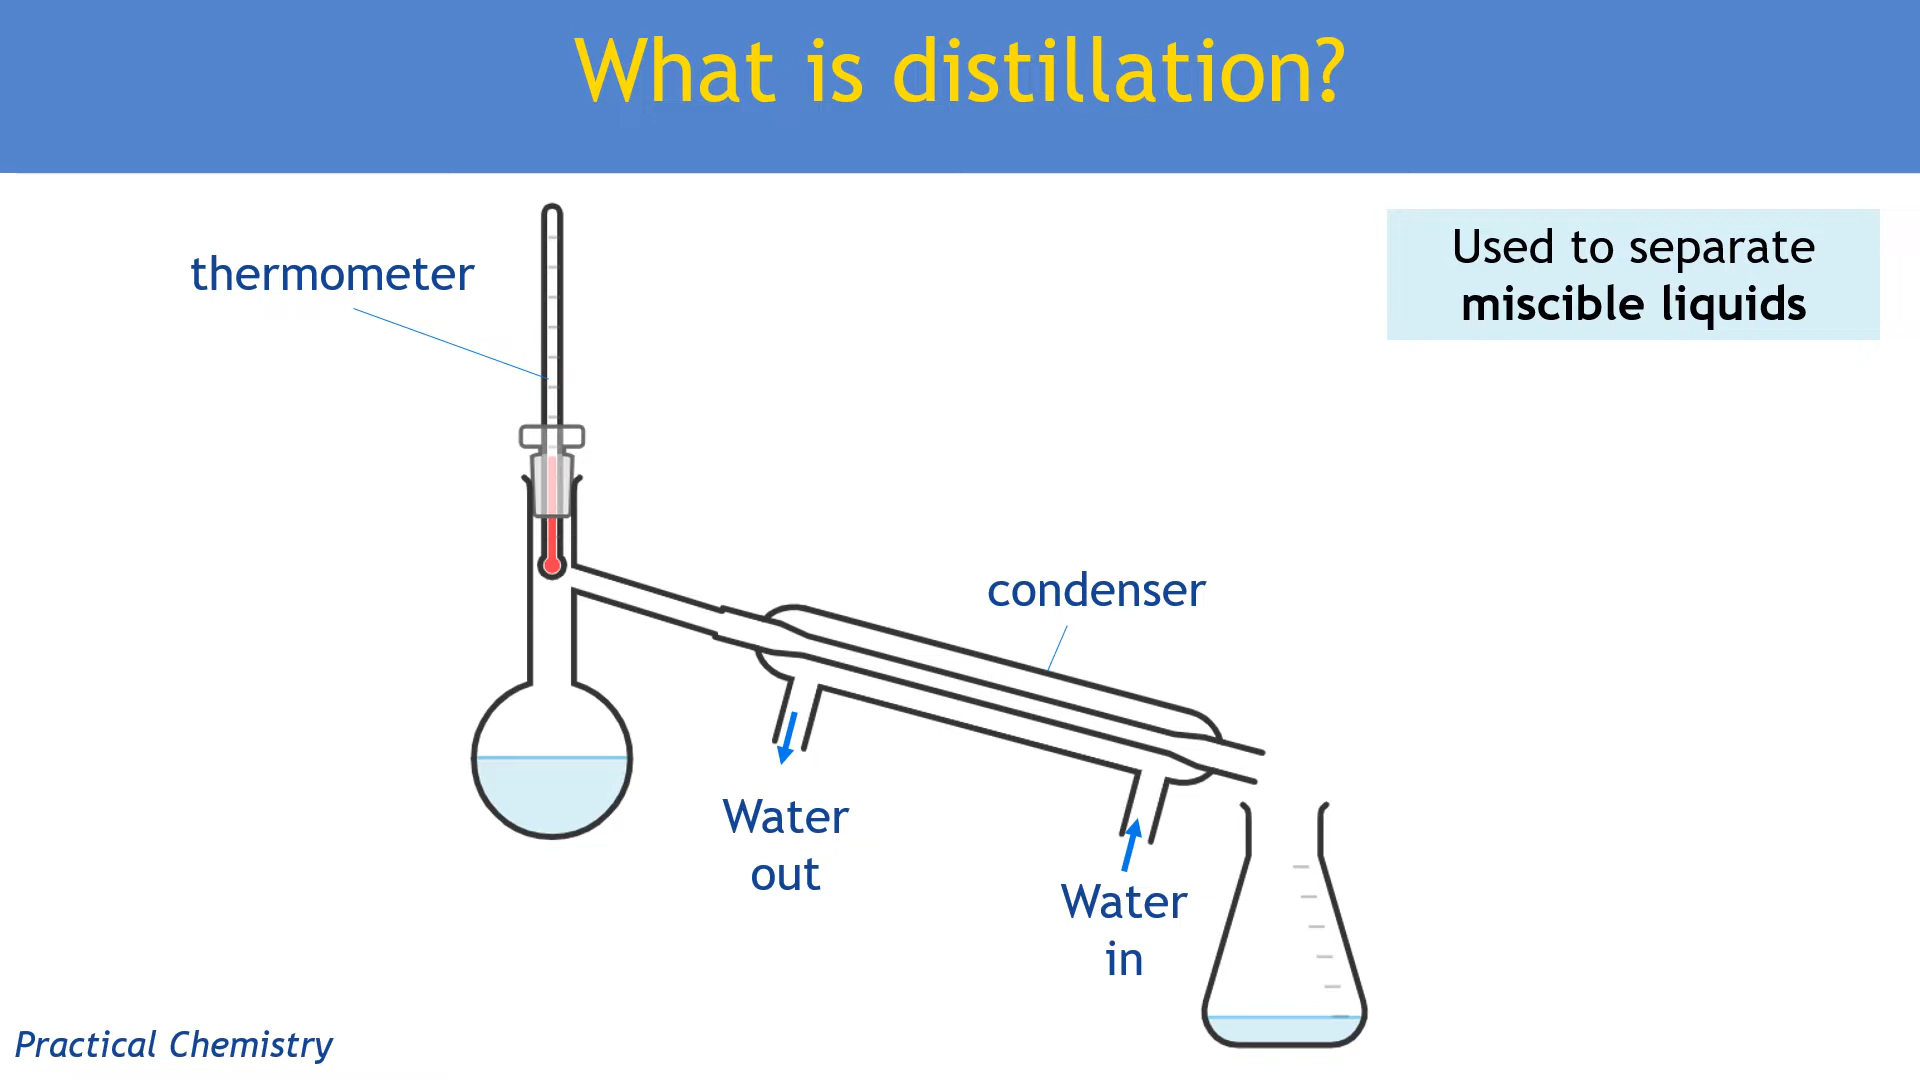 What is distillation?
thermometer
Used to separate
miscible liquids
condenser
Water
out
Water
in
Practical Chemistry